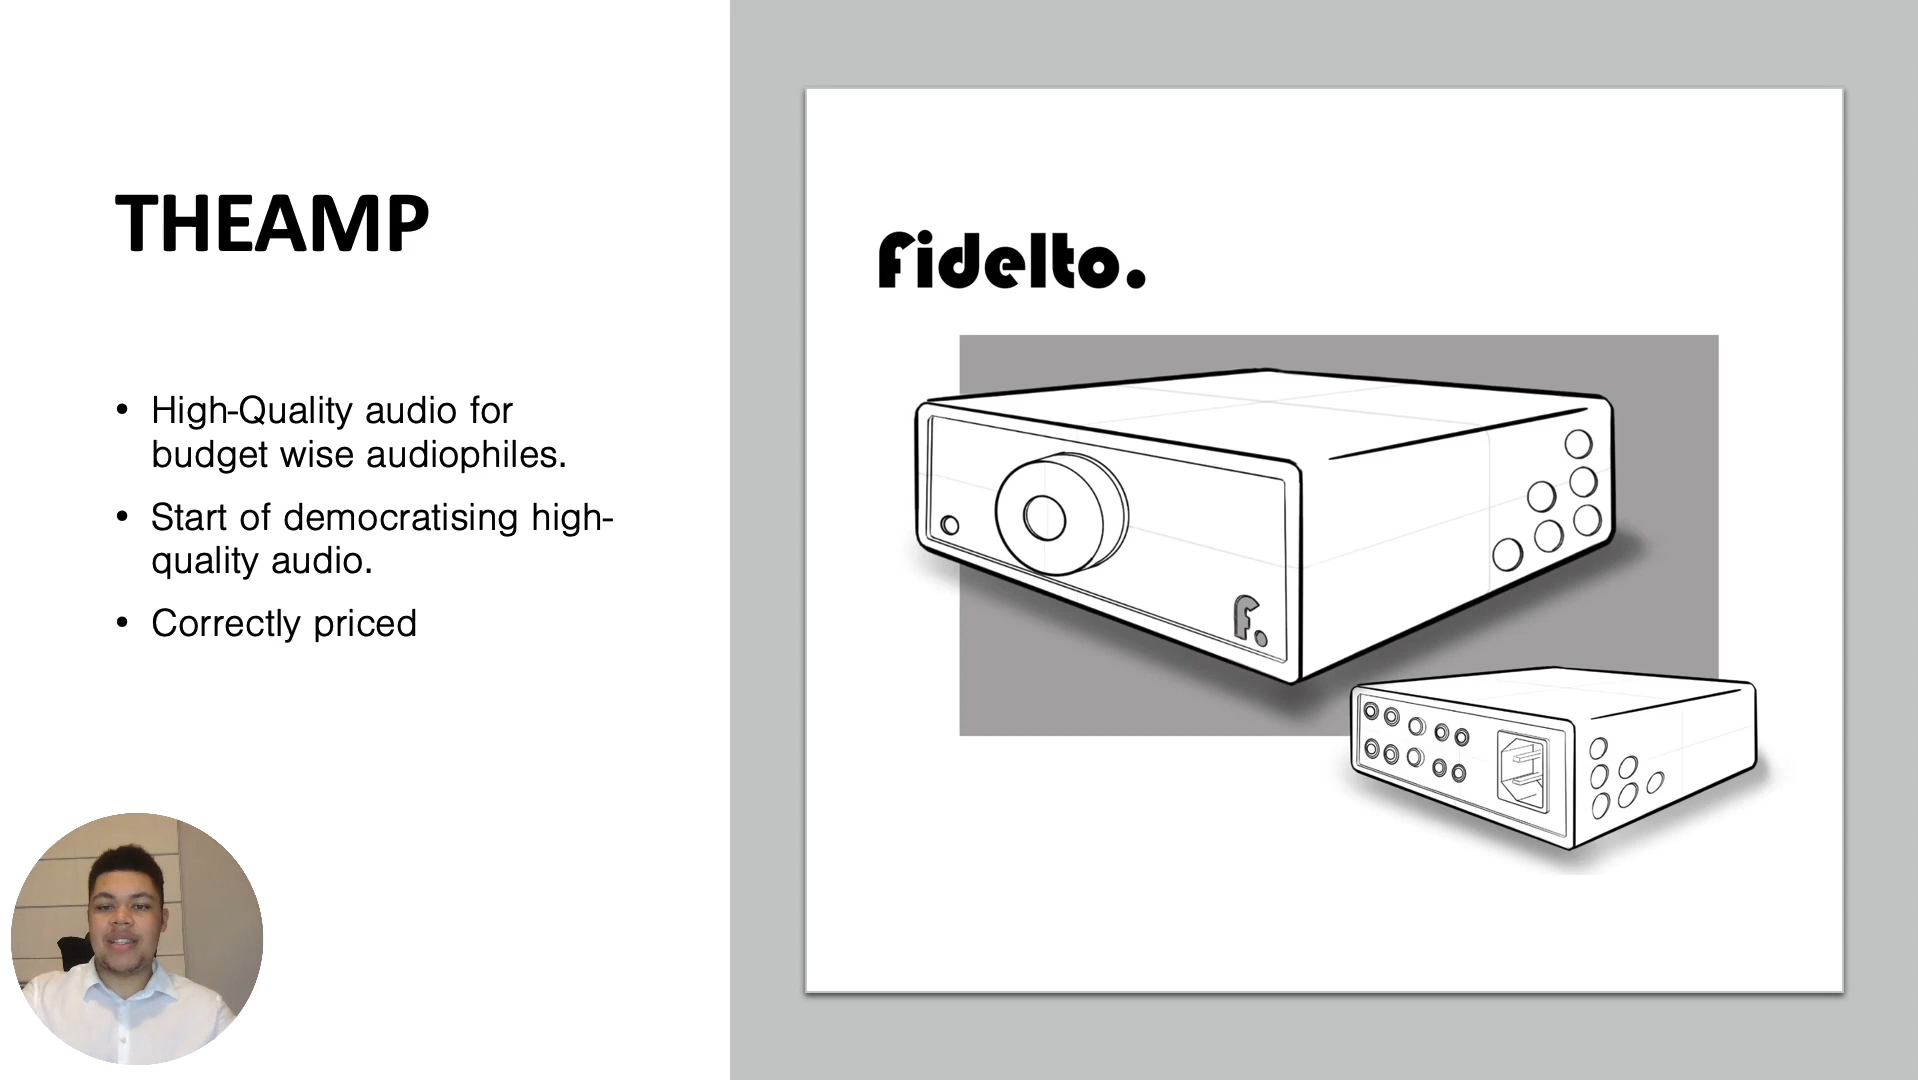 THEAMP
• High-Quality audio for
budget wise audiophiles.
• Start of democratising high-
quality audio.
• Correctly priced
fidelto.
f.